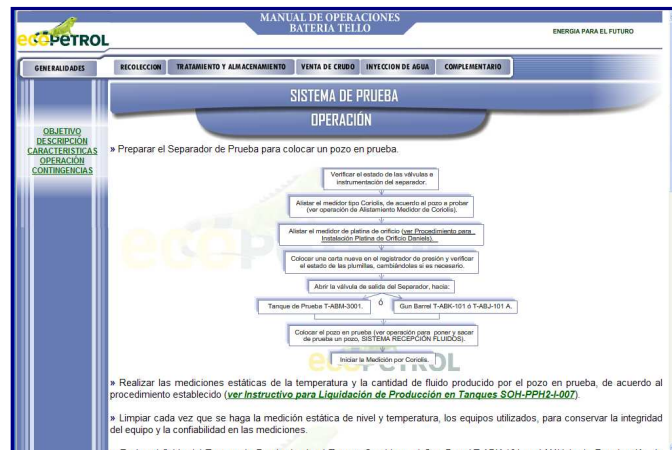 MANUAL DE OPERACIONES
BATERIA TELLO
ecopetrol
ENERGIA PARA EL FUTURO
GENERALIDADES
RECOLECCION TRATAMIENTO Y ALMACENAMIENTO VENTA DE CRUDO INYECCION DE AGUA COMPLEMENTARIO
SISTEMA DE PRUEBA
OPERACIÓN
OBJETIVO
DESCRIPCIÓN
CARACTERISTICAS
OPERACIÓN
CONTINGENCIAS
» Preparar el Separador de Prueba para colocar un pozo en prueba.
Verificar el estado de las válvulas e
instrumentación del separador.
Alistar el medidor tipo Coriolis, de acuerdo al pozo a probar
(ver operación de Alistamiento Medidor de Coriolis).
Alistar el medidor de platina de orificio (ver Procedimiento para
Instalación Platina de Orificio Daniels).
Colocar una carta nueva en el registrador de presión y verificar
el estado de las plumillas, cambiándolas si es necesario.
Abrir la válvula de salida del Separador, hacia:
Tanque de Prueba T-ABM-3001. ó Gun Barrel T-ABK-101 ó T-ABJ-101 A.
Colocar el pozo en prueba (ver operación para poner y sacar
de prueba un pozo, SISTEMA RECEPCIÓN
FLUIDOS).
Iniciar la Medición por Coriolis.
» Realizar las mediciones estáticas de la temperatura y la cantidad de fluido producido por el pozo en prueba, de acuerdo al
procedimiento establecido (ver Instructivo para Liquidación de Producción en Tanques SOH-PPH2-I-007).
» Limpiar cada vez que se haga la medición estática de nivel y temperatura, los equipos utilizados, para conservar la integridad
del equipo y la confiabilidad en las mediciones.